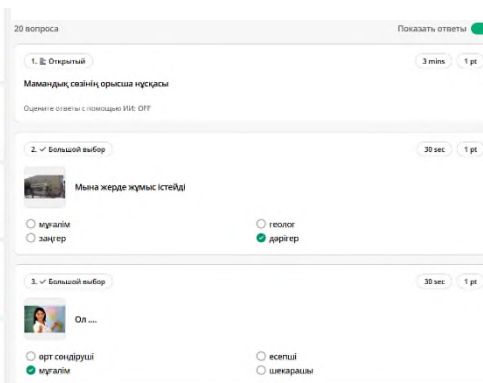 20 вопроса Показать ответы
1. Открытый 3 mins 1 pt
Мамандық сөзінің орысша нұсқасы
Оцените ответы с помощью ИИ: OFF
2. Большой выбор 30 sec 1 pt
Мына жерде жұмыс істейді
мұғалім геолог
заңгер дәрігер
3. Большой выбор 30 sec 1 pt
Ол ....
өрт сөндіруші есепші
мұғалім шекарашы